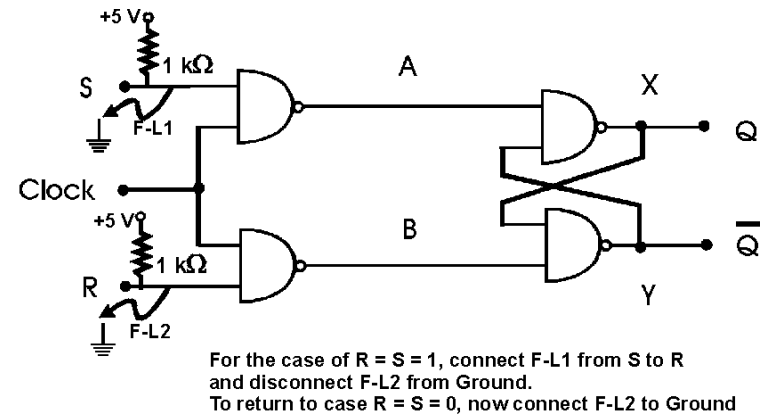 +5 V
1 kΩ
S
F-L1
A
X
Q
Clock
+5 V
1 kΩ
B
Q̅
R
F-L2
Y
For the case of R = S = 1, connect F-L1 from S to R
and disconnect F-L2 from Ground.
To return to case R = S = 0, now connect F-L2 to Ground